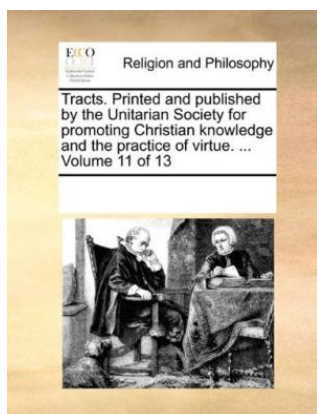 ECCO
Religion and Philosophy
Tracts. Printed and published
by the Unitarian Society for
promoting Christian knowledge
and the practice of virtue. ...
Volume 11 of 13